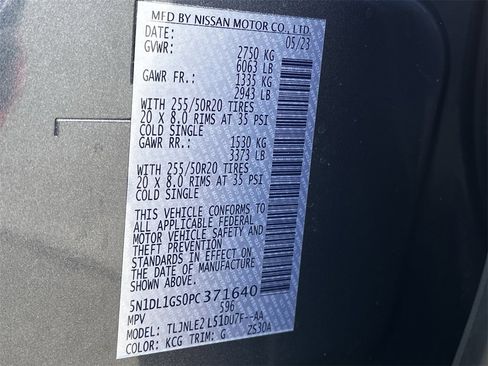 MFD BY NISSAN MOTOR CO., LTD.
DATE: 05/23
GVWR: 2750 KG
6063 LB
GAWR FR.: 1335 KG
2943 LB
WITH 255/50R20 TIRES
20 x 8.0 RIMS AT 35 PSI
COLD SINGLE
GAWR RR.: 1530 KG
3373 LB
WITH 255/50R20 TIRES
20 x 8.0 RIMS AT 35 PSI
COLD SINGLE
THIS VEHICLE CONFORMS TO
ALL APPLICABLE FEDERAL
MOTOR VEHICLE SAFETY AND
THEFT PREVENTION
STANDARDS IN EFFECT ON
THE DATE OF MANUFACTURE
SHOWN ABOVE
5N1DL1GS0PC371640
MPV 596
MODEL: TLJNLE2 L51DU7F--AA
COLOR: KCG TRIM: G ZS30A